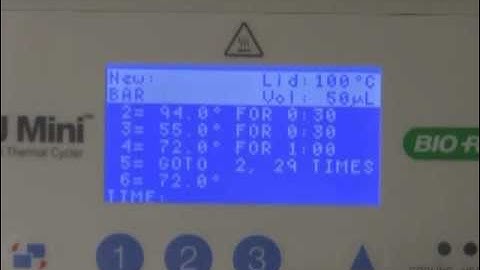 New: Lid:100°C
BAR Vol: 50µL
2= 94.0° FOR 0:30
3= 55.0° FOR 0:30
4= 72.0° FOR 1:00
5= GOTO 2, 29 TIMES
6= 72.0°
TIME:
J Mini™
Thermal Cycler
BIO-R
1 2 3